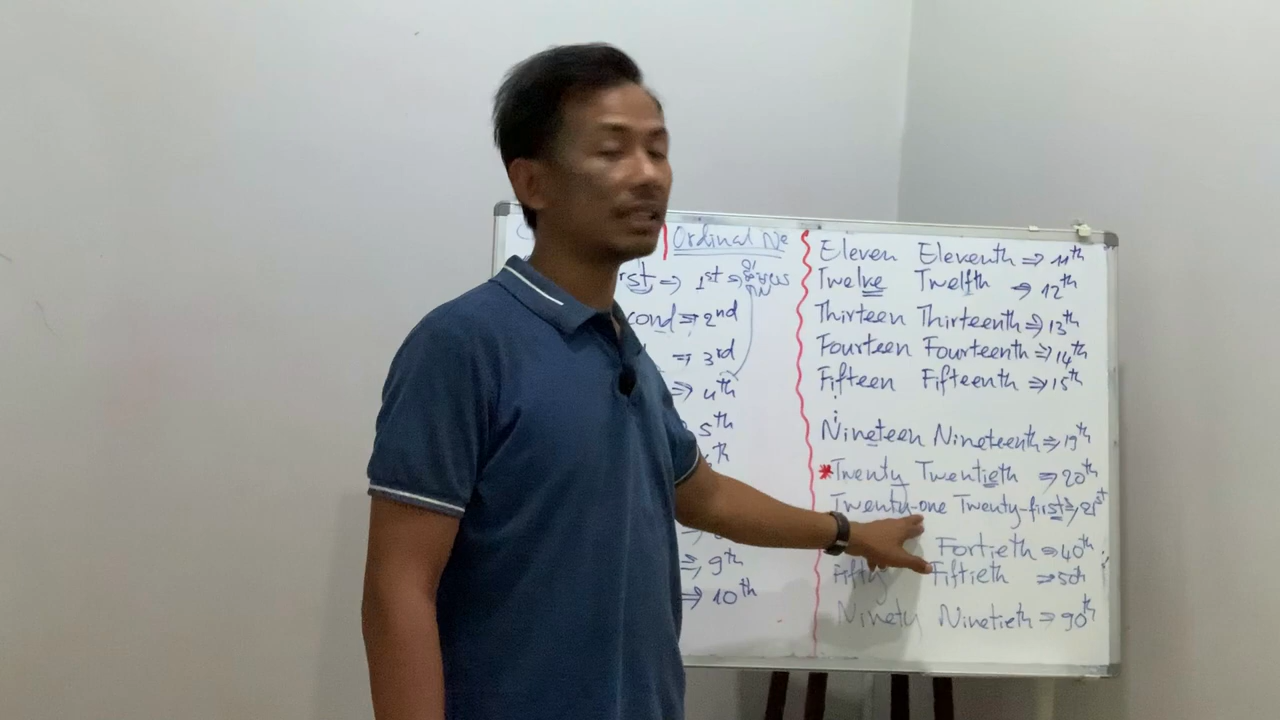 Ordinal No
rst ⇒ 1st ⇒
cond ⇒ 2nd
⇒ 3rd
⇒ 4th
5th
th
⇒ 9th
⇒ 10th
Eleven Eleventh ⇒ 11th
Twelve Twelfth ⇒ 12th
Thirteen Thirteenth ⇒ 13th
Fourteen Fourteenth ⇒ 14th
Fifteen Fifteenth ⇒ 15th
Nineteen Nineteenth ⇒ 19th
*Twenty Twentieth ⇒ 20th
Twenty-one Twenty-first ⇒ 21st
Fortieth ⇒ 40th
Fifty Fiftieth ⇒ 50th
Ninety Ninetieth ⇒ 90th